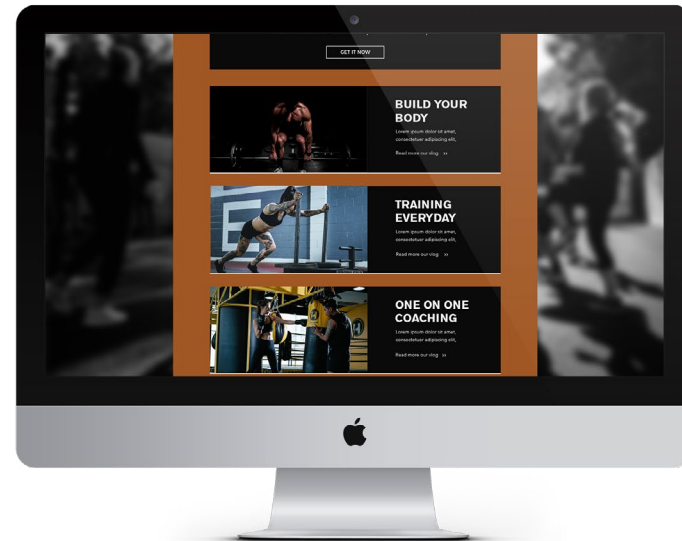 GET IT NOW
BUILD YOUR
BODY
Lorem ipsum dolor sit amet,
consectetuer adipiscing elit,
Read more our vlog >>
TRAINING
EVERYDAY
Lorem ipsum dolor sit amet,
consectetuer adipiscing elit,
Read more our vlog >>
E
ONE ON ONE
COACHING
Lorem ipsum dolor sit amet,
consectetuer adipiscing elit,
Read more our vlog >>